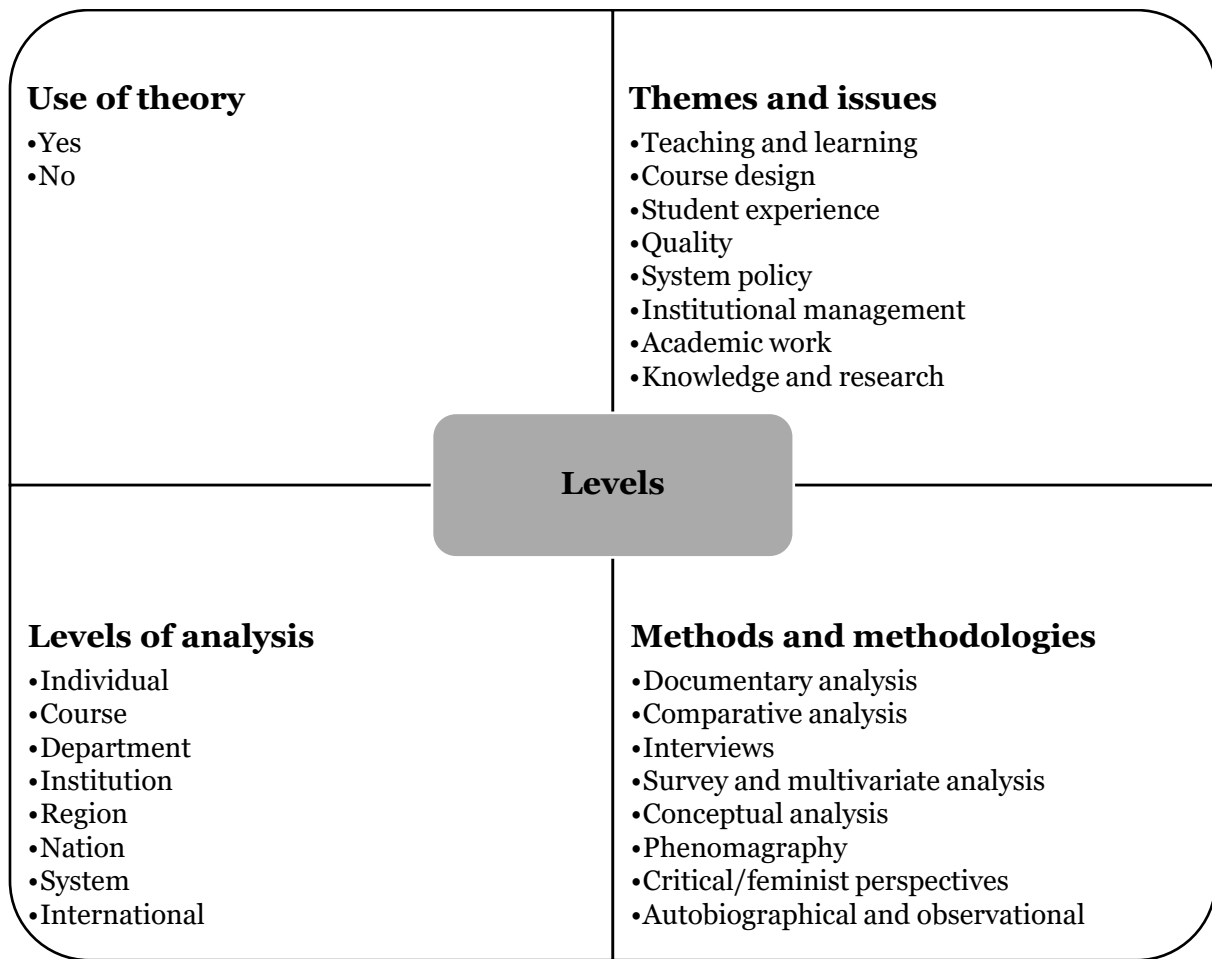 Use of theory
•Yes
•No
Themes and issues
•Teaching and learning
•Course design
•Student experience
•Quality
•System policy
•Institutional management
•Academic work
•Knowledge and research
Levels
Levels of analysis
•Individual
•Course
•Department
•Institution
•Region
•Nation
•System
•International
Methods and methodologies
•Documentary analysis
•Comparative analysis
•Interviews
•Survey and multivariate analysis
•Conceptual analysis
•Phenomagraphy
•Critical/feminist perspectives
•Autobiographical and observational